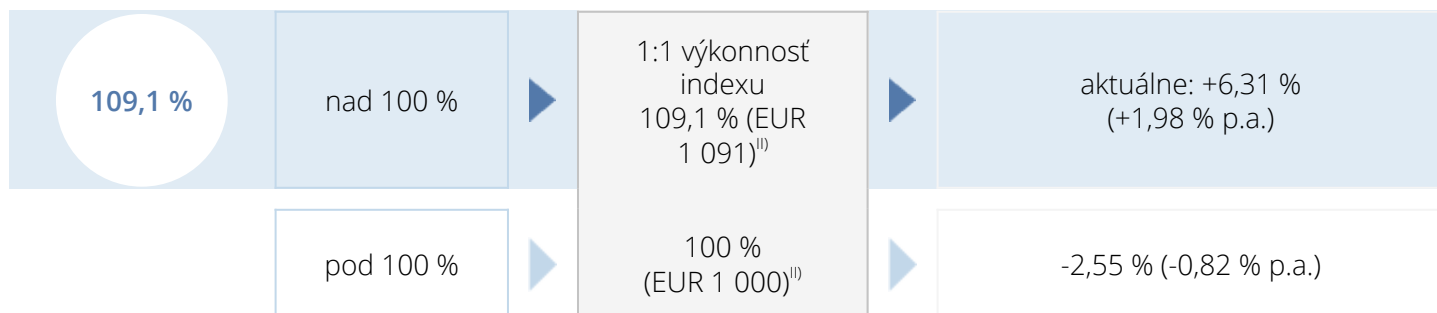 109,1 %
nad 100 %
1:1 výkonnosť
indexu
109,1 % (EUR
1 091)II)
aktuálne: +6,31 %
(+1,98 % p.a.)
pod 100 %
100 %
(EUR 1 000)II)
-2,55 % (-0,82 % p.a.)